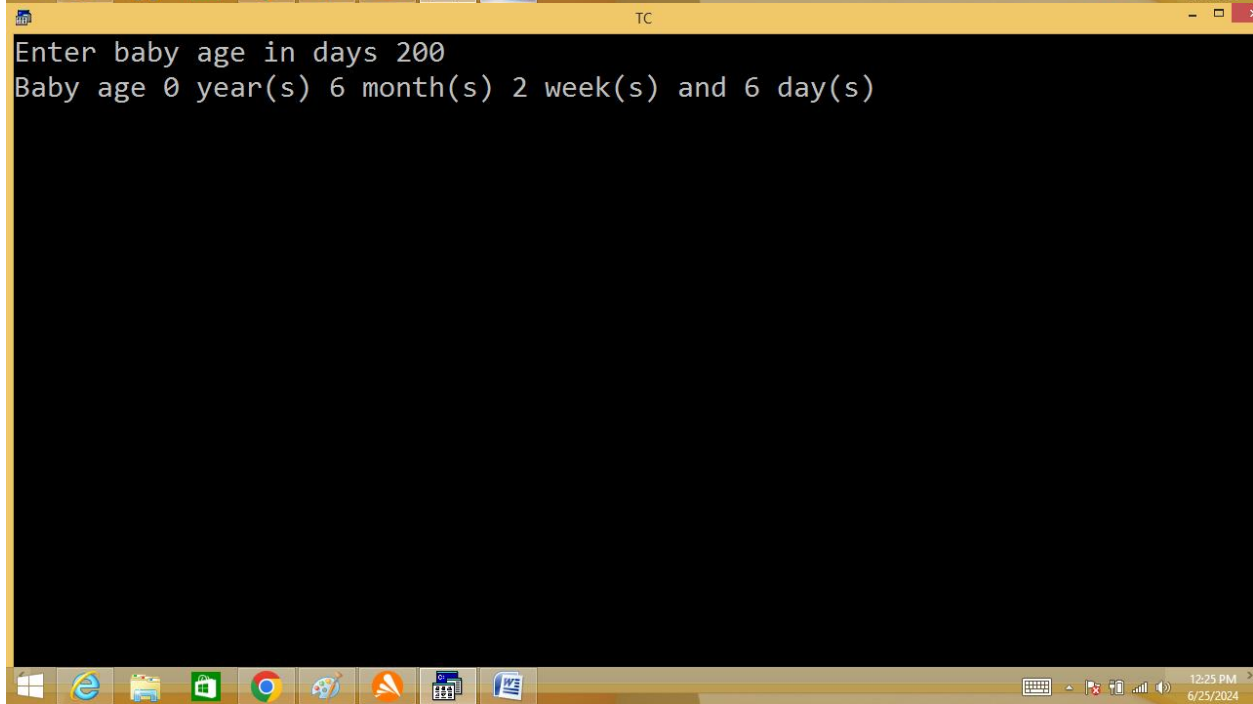 TC
Enter baby age in days 200
Baby age 0 year(s) 6 month(s) 2 week(s) and 6 day(s)
12:25 PM
6/25/2024